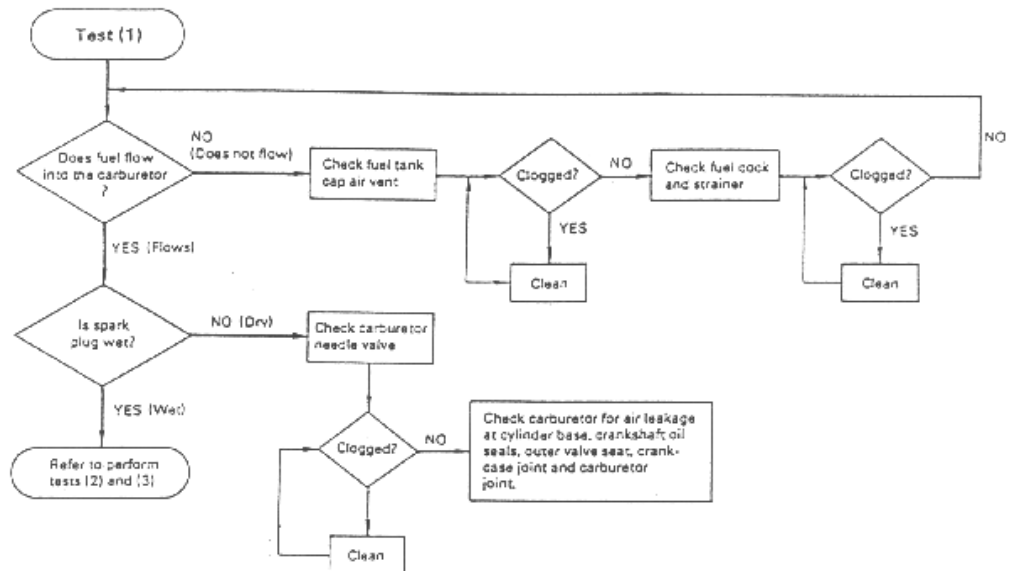 Test (1)
NO
NO
(Does not flow)
Does fuel flow
into the carburetor
?
Check fuel tank
cap air vent
Clogged?
NO
Check fuel cock
and strainer
Clogged?
YES
YES
YES (Flows)
Clean
Clean
Is spark
plug wet?
NO (Dry)
Check carburetor
needle valve
YES (Wet)
Refer to perform
tests (2) and (3)
Clogged?
NO
Check carburetor for air leakage
at cylinder base, crankshaft oil
seals, outer valve seat, crank-
case joint and carburetor
joint.
Clean